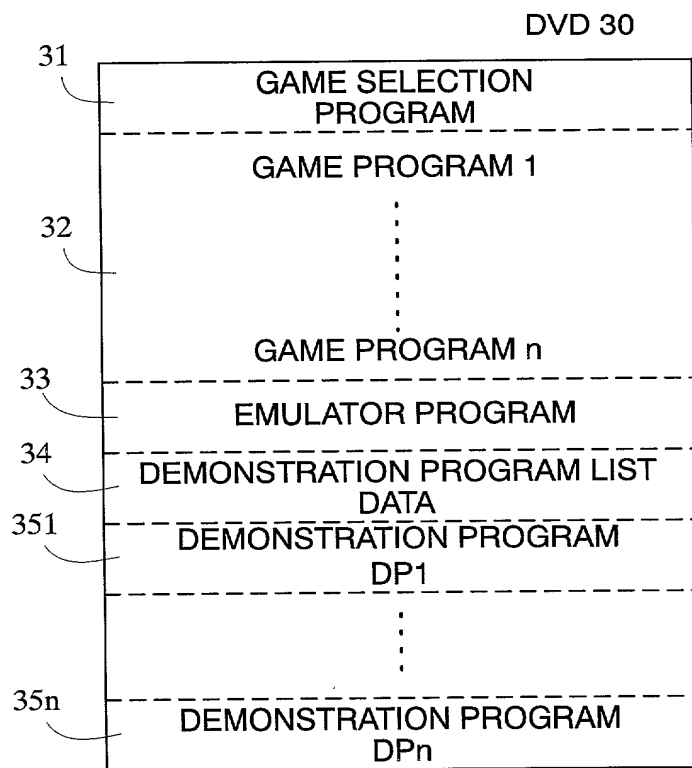 DVD 30
31
GAME SELECTION
PROGRAM
GAME PROGRAM 1
32
GAME PROGRAM n
33
EMULATOR PROGRAM
34
DEMONSTRATION PROGRAM LIST
DATA
351
DEMONSTRATION PROGRAM
DP1
35n
DEMONSTRATION PROGRAM
DPn